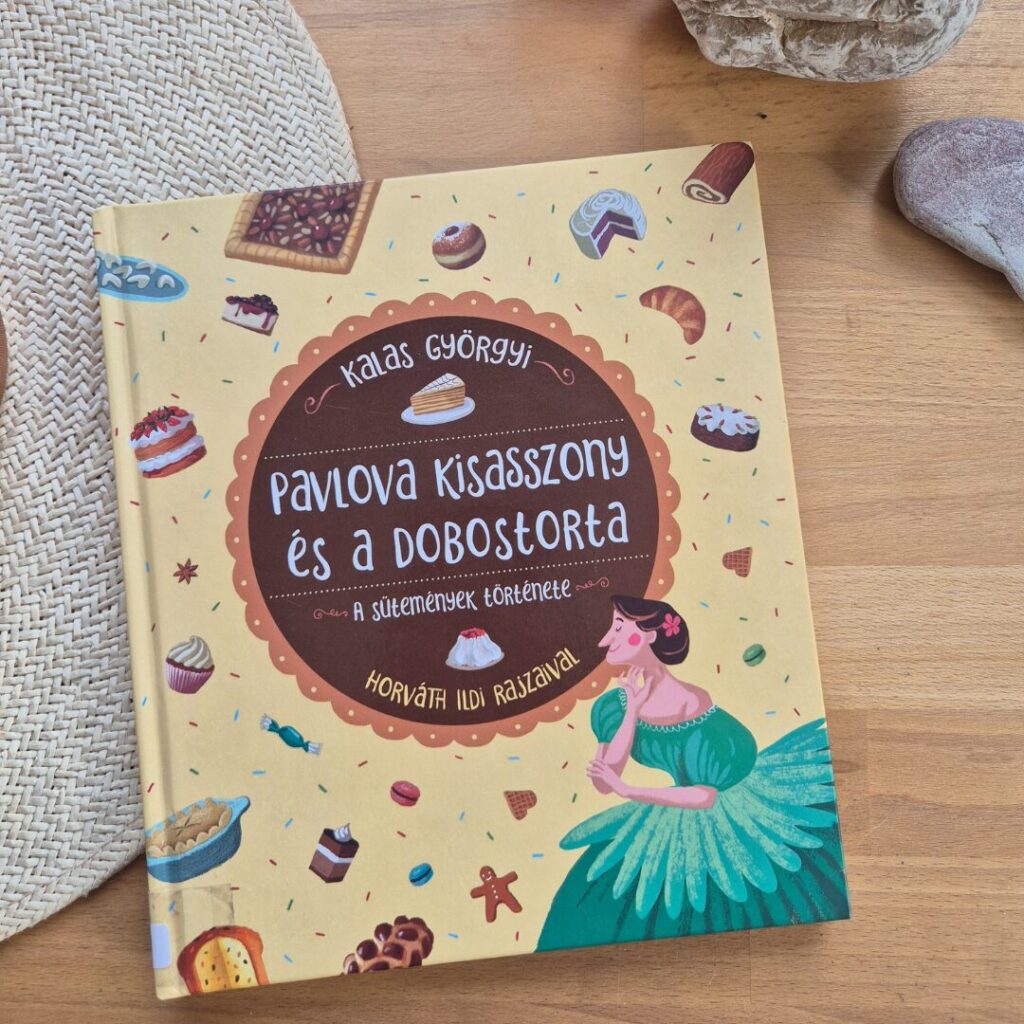 Kalas Györgyi
Pavlova kisasszony
és a Dobostorta
A sütemények története
Horváth Ildi rajzaival